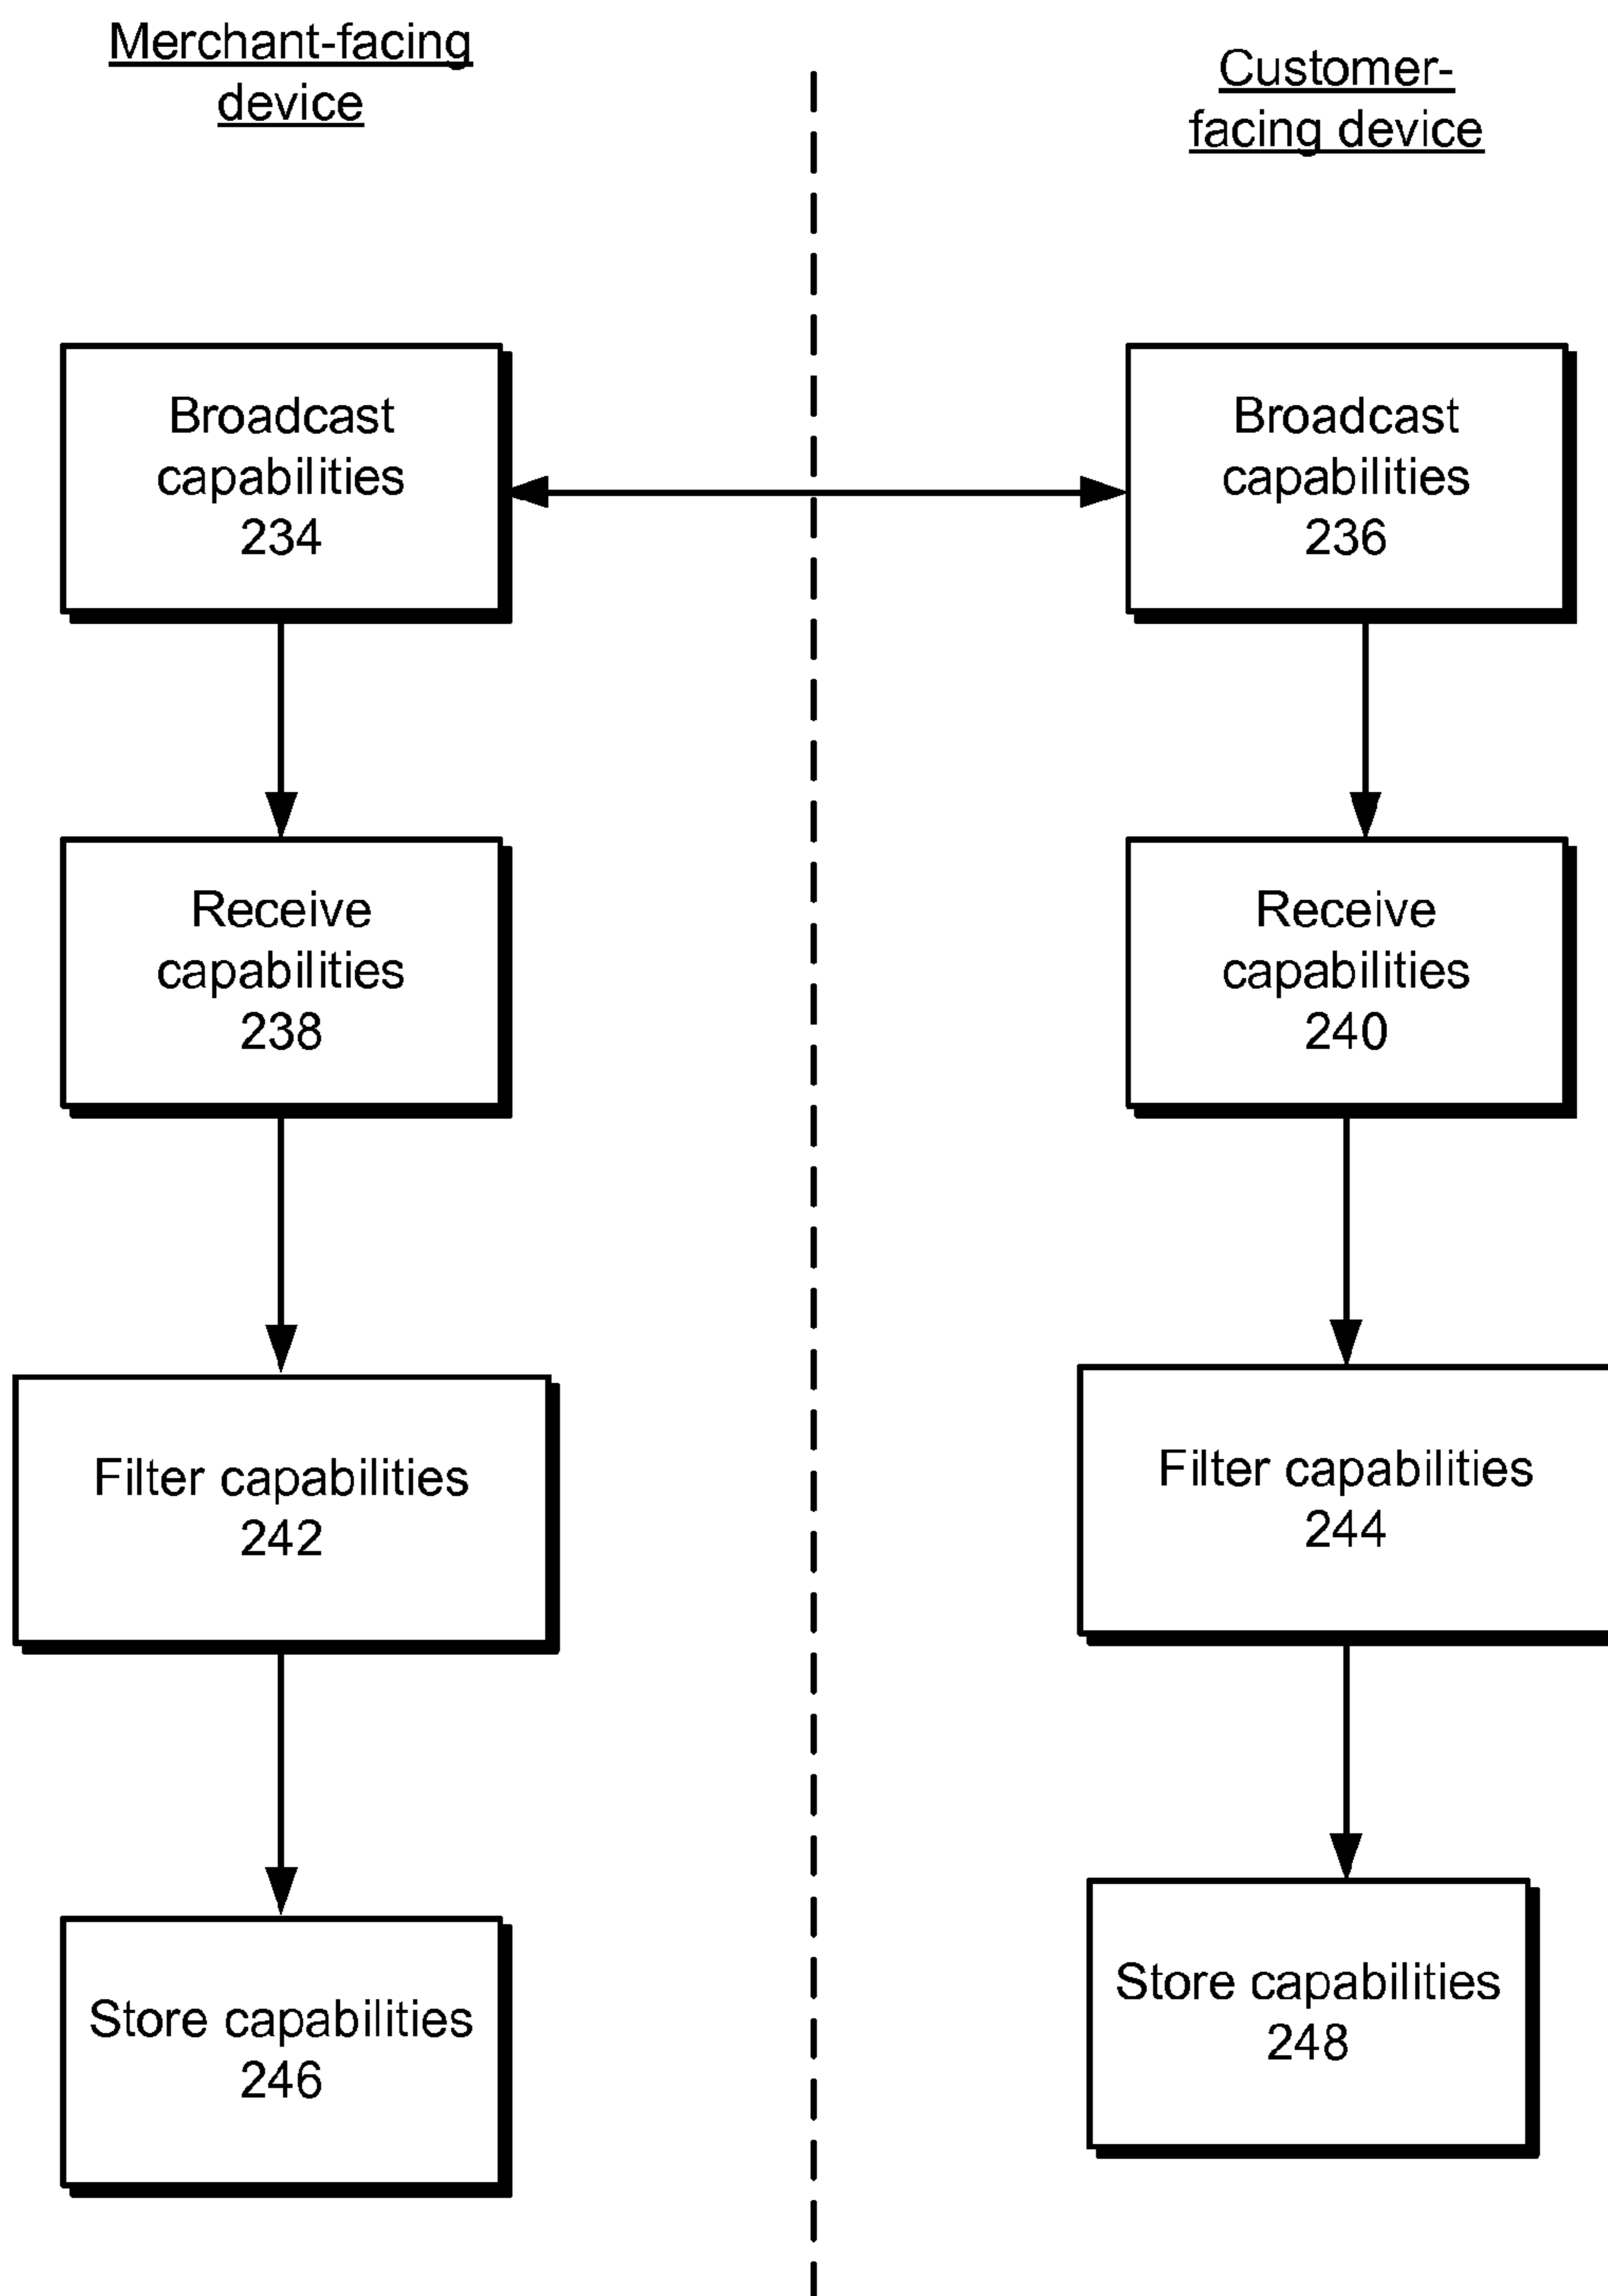 Merchant-facing
device
Customer-
facing device
Broadcast
capabilities
234
Broadcast
capabilities
236
Receive
capabilities
238
Receive
capabilities
240
Filter capabilities
242
Filter capabilities
244
Store capabilities
246
Store capabilities
248